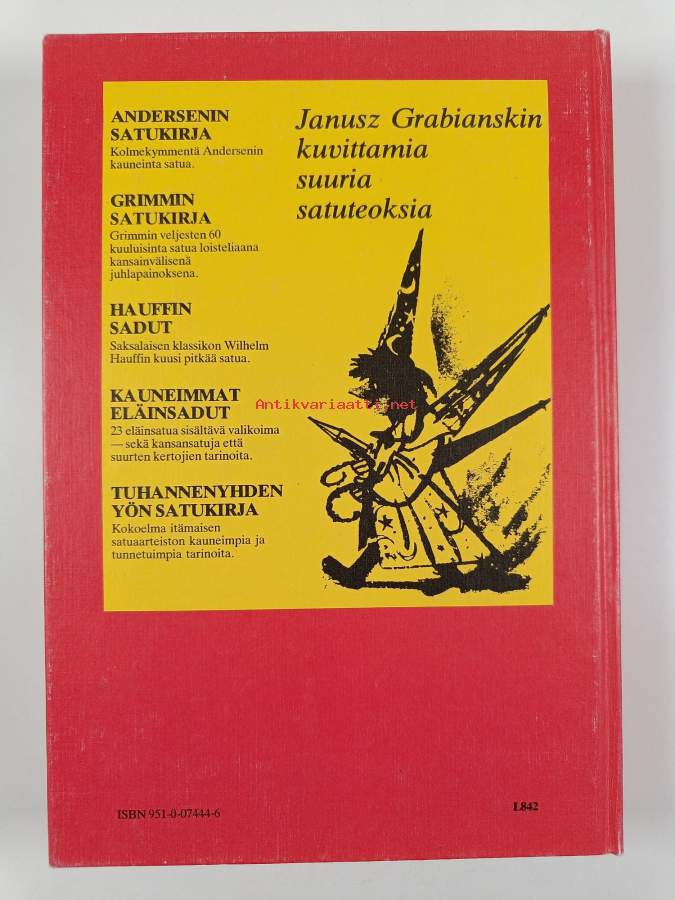 ANDERSENIN
SATUKIRJA
Kolmekymmentä Andersenin
kauneinta satua.
GRIMMIN
SATUKIRJA
Grimmin veljesten 60
kuuluisinta satua loisteliaana
kansainvälisenä
juhlapainoksena.
HAUFFIN
SADUT
Saksalaisen klassikon Wilhelm
Hauffin kuusi pitkää satua.
KAUNEIMMAT
ELÄINSADUT
23 eläinsatua sisältävä valikoima
— sekä kansansatuja että
suurten kertojien tarinoita.
TUHANNENYHDEN
YÖN SATUKIRJA
Kokoelma itämaisen
satuaarteiston kauneimpia ja
tunnetuimpia tarinoita.
Janusz Grabianskin
kuvittamia
suuria
satuteoksia
Antikvariaatti.net
ISBN 951-0-07444-6
L842